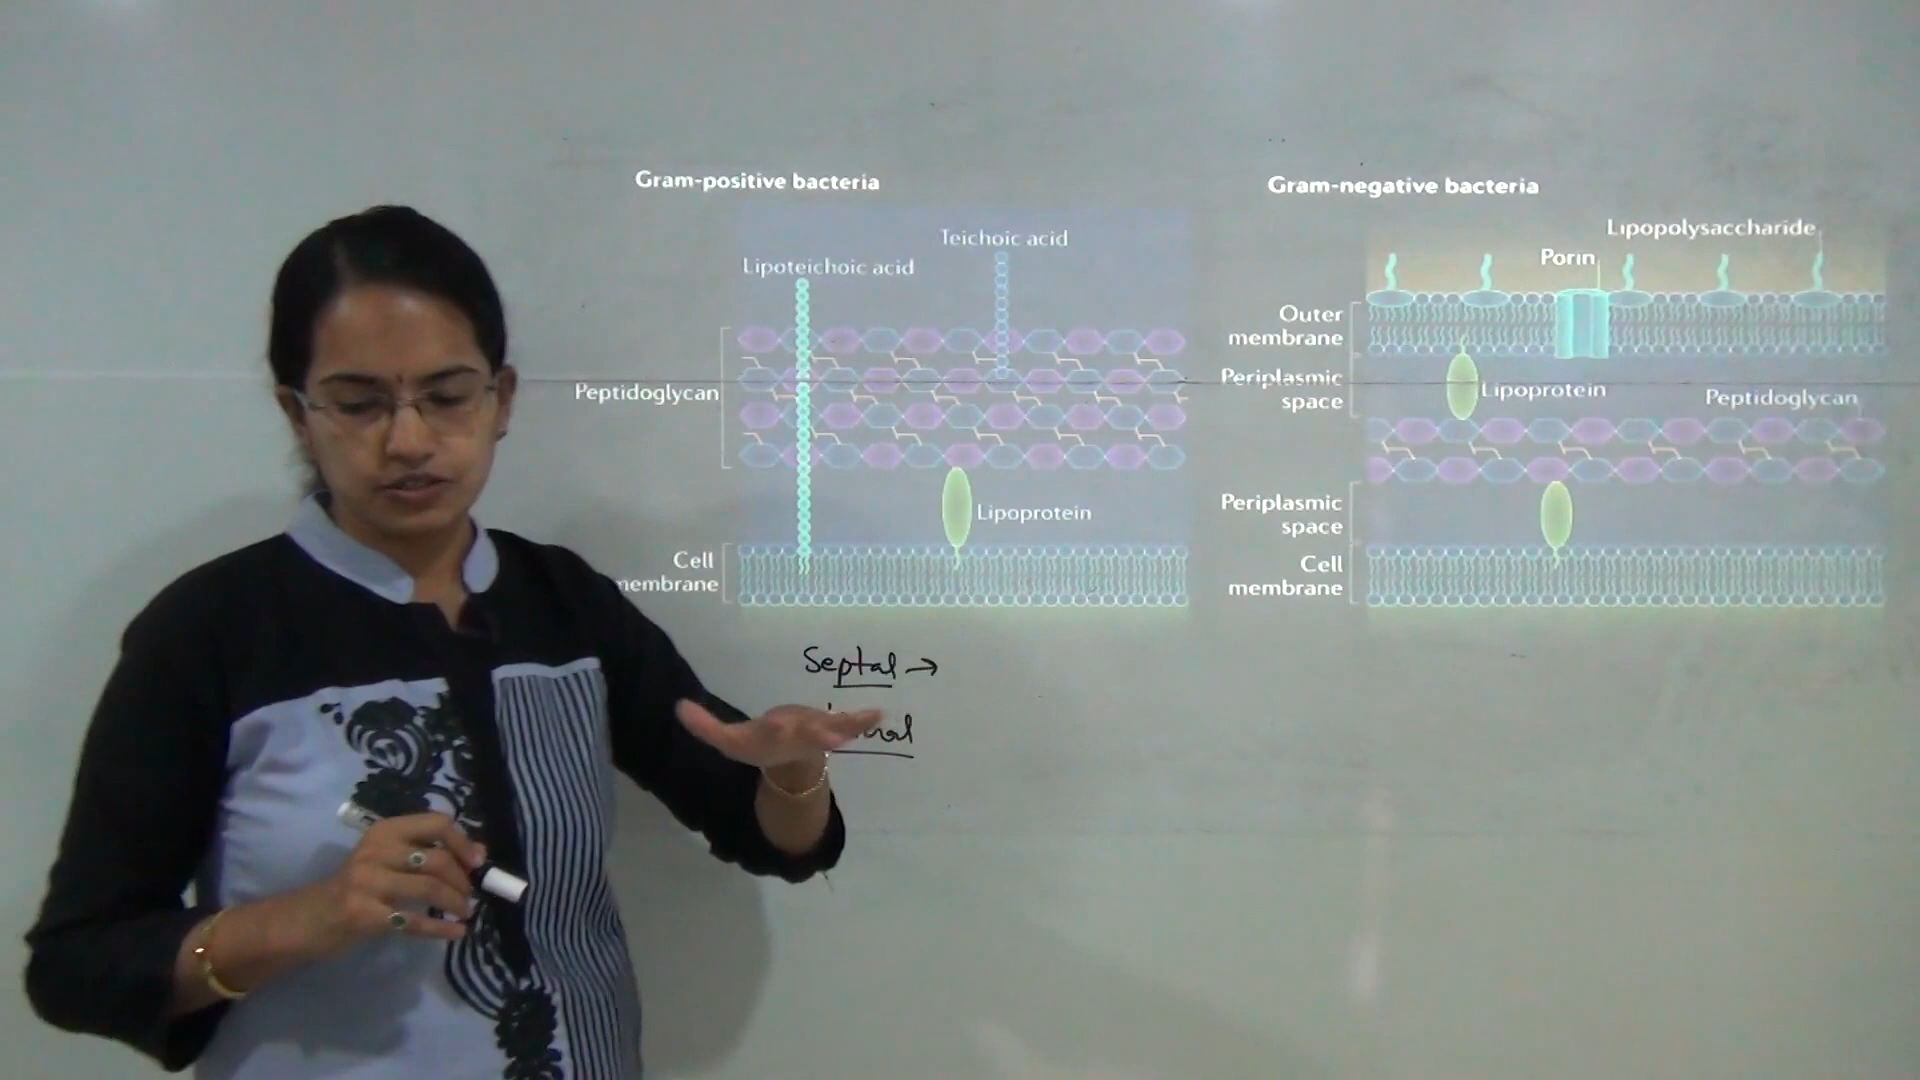 Gram-positive bacteria
Teichoic acid
Lipoteichoic acid
Peptidoglycan
Lipoprotein
Cell
membrane
Gram-negative bacteria
Lipopolysaccharide
Porin
Outer
membrane
Periplasmic
space
Lipoprotein
Peptidoglycan
Periplasmic
space
Cell
membrane
Septal →